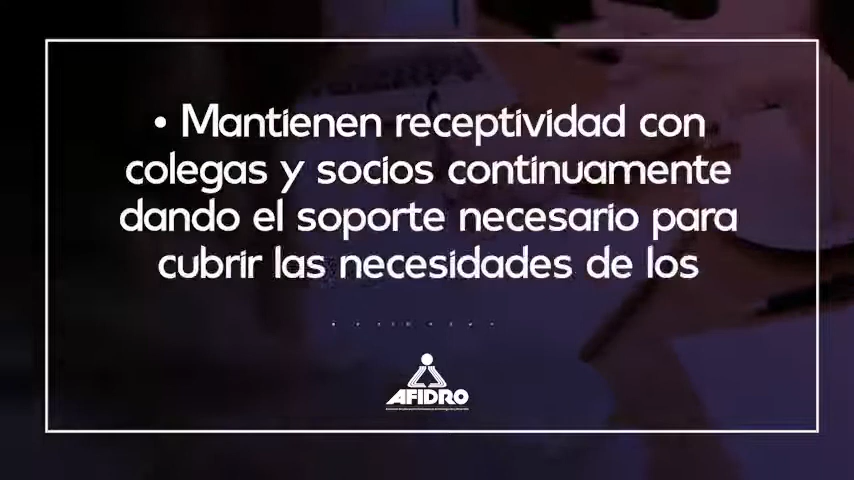 • Mantienen receptividad con
colegas y socios continuamente
dando el soporte necesario para
cubrir las necesidades de los
AFIDRO